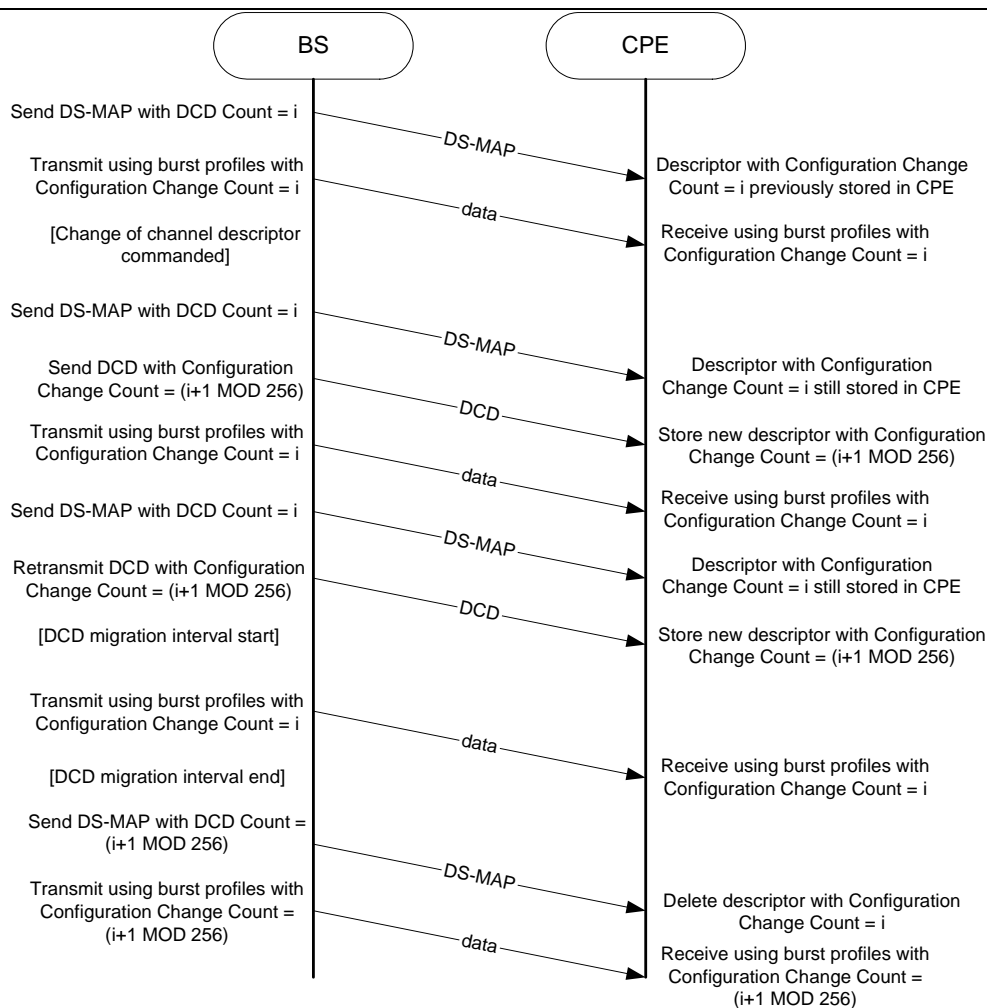 BS
CPE
Send DS-MAP with DCD Count = i
DS-MAP
Transmit using burst profiles with
Configuration Change Count = i
Descriptor with Configuration Change
Count = i previously stored in CPE
data
[Change of channel descriptor
commanded]
Receive using burst profiles with
Configuration Change Count = i
Send DS-MAP with DCD Count = i
DS-MAP
Send DCD with Configuration
Change Count = (i+1 MOD 256)
Descriptor with Configuration
Change Count = i still stored in CPE
DCD
Transmit using burst profiles with
Configuration Change Count = i
Store new descriptor with Configuration
Change Count = (i+1 MOD 256)
data
Send DS-MAP with DCD Count = i
Receive using burst profiles with
Configuration Change Count = i
DS-MAP
Retransmit DCD with Configuration
Change Count = (i+1 MOD 256)
Descriptor with Configuration
Change Count = i still stored in CPE
DCD
[DCD migration interval start]
Store new descriptor with Configuration
Change Count = (i+1 MOD 256)
Transmit using burst profiles with
Configuration Change Count = i
data
[DCD migration interval end]
Receive using burst profiles with
Configuration Change Count = i
Send DS-MAP with DCD Count =
(i+1 MOD 256)
DS-MAP
Transmit using burst profiles with
Configuration Change Count =
(i+1 MOD 256)
Delete descriptor with Configuration
Change Count = i
data
Receive using burst profiles with
Configuration Change Count =
(i+1 MOD 256)